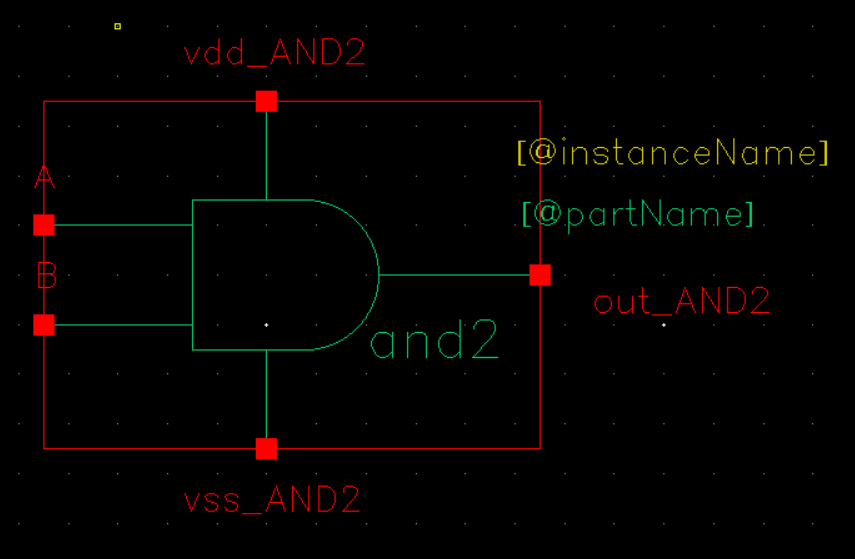 vdd_AND2
[@instanceName]
A
[@partName]
B
out_AND2
and2
vss_AND2